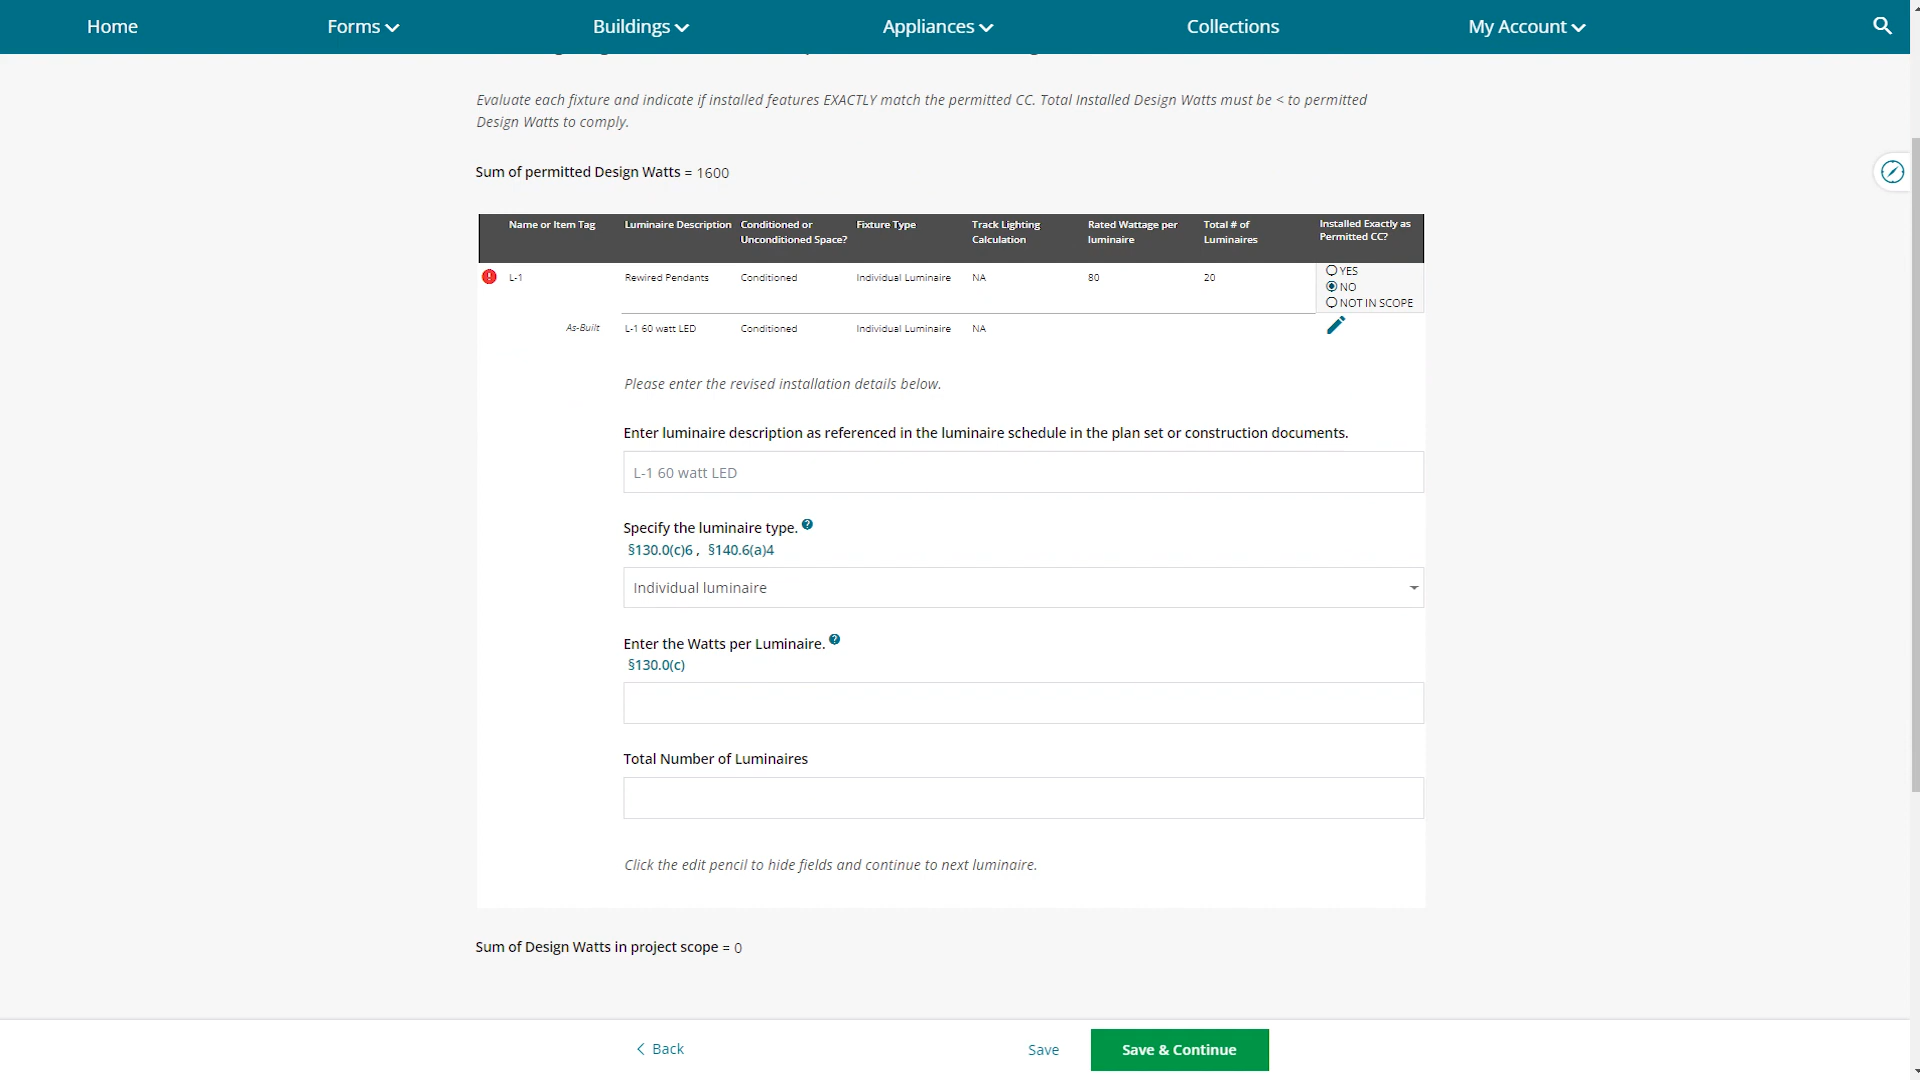 Home Forms Buildings Appliances Collections My Account
Evaluate each fixture and indicate if installed features EXACTLY match the permitted CC. Total Installed Design Watts must be < to permitted
Design Watts to comply.
Sum of permitted Design Watts = 1600
Name or Item Tag Luminaire Description Conditioned or Unconditioned Space? Fixture Type Track Lighting Calculation Rated Wattage per luminaire Total # of Luminaires Installed Exactly as Permitted CC?
L-1 Rewired Pendants Conditioned Individual Luminaire NA 80 20
YES
NO
NOT IN SCOPE
As-Built L-1 60 watt LED Conditioned Individual Luminaire NA
Please enter the revised installation details below.
Enter luminaire description as referenced in the luminaire schedule in the plan set or construction documents.
L-1 60 watt LED
Specify the luminaire type. ?
§130.0(c)6 , §140.6(a)4
Individual luminaire
Enter the Watts per Luminaire. ?
§130.0(c)
Total Number of Luminaires
Click the edit pencil to hide fields and continue to next luminaire.
Sum of Design Watts in project scope = 0
Back Save Save & Continue